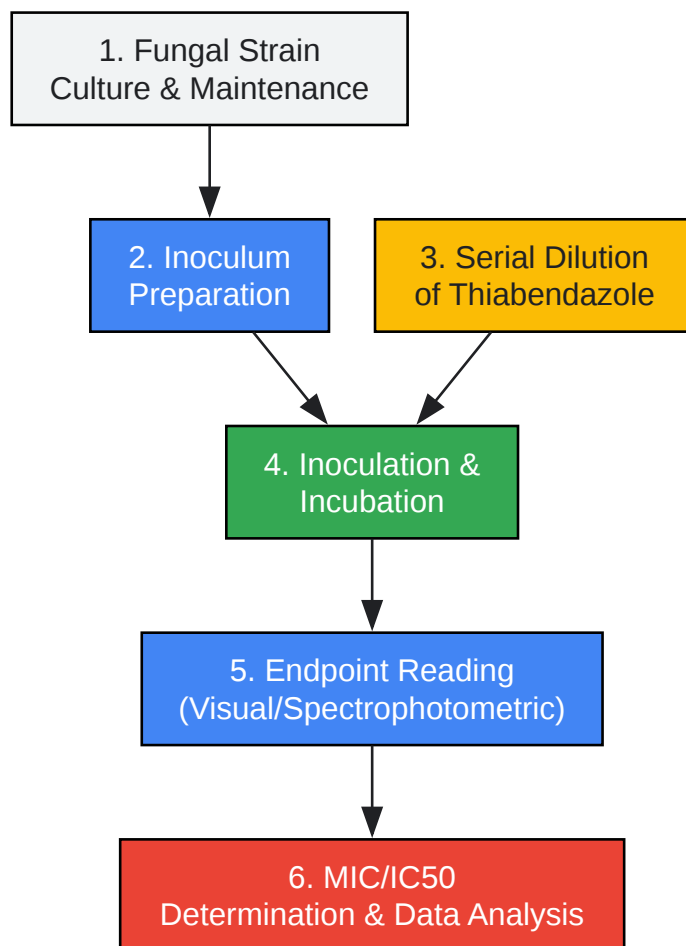 1. Fungal Strain
Culture & Maintenance
2. Inoculum
Preparation
3. Serial Dilution
of Thiabendazole
4. Inoculation &
Incubation
5. Endpoint Reading
(Visual/Spectrophotometric)
6. MIC/IC50
Determination & Data Analysis